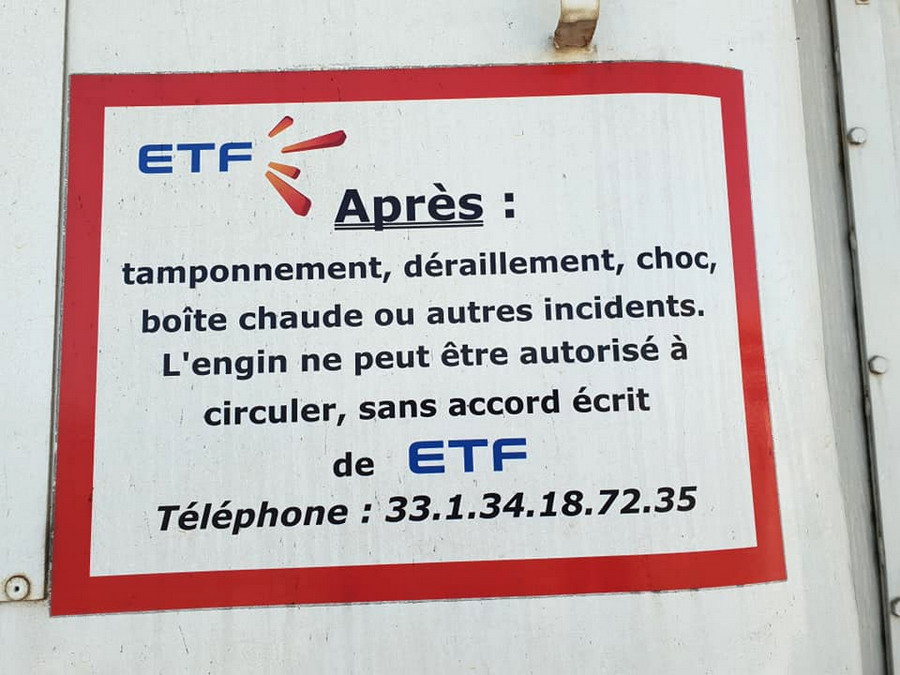 ETF
Après :
tamponnement, déraillement, choc,
boîte chaude ou autres incidents.
L'engin ne peut être autorisé à
circuler, sans accord écrit
de ETF
Téléphone : 33.1.34.18.72.35